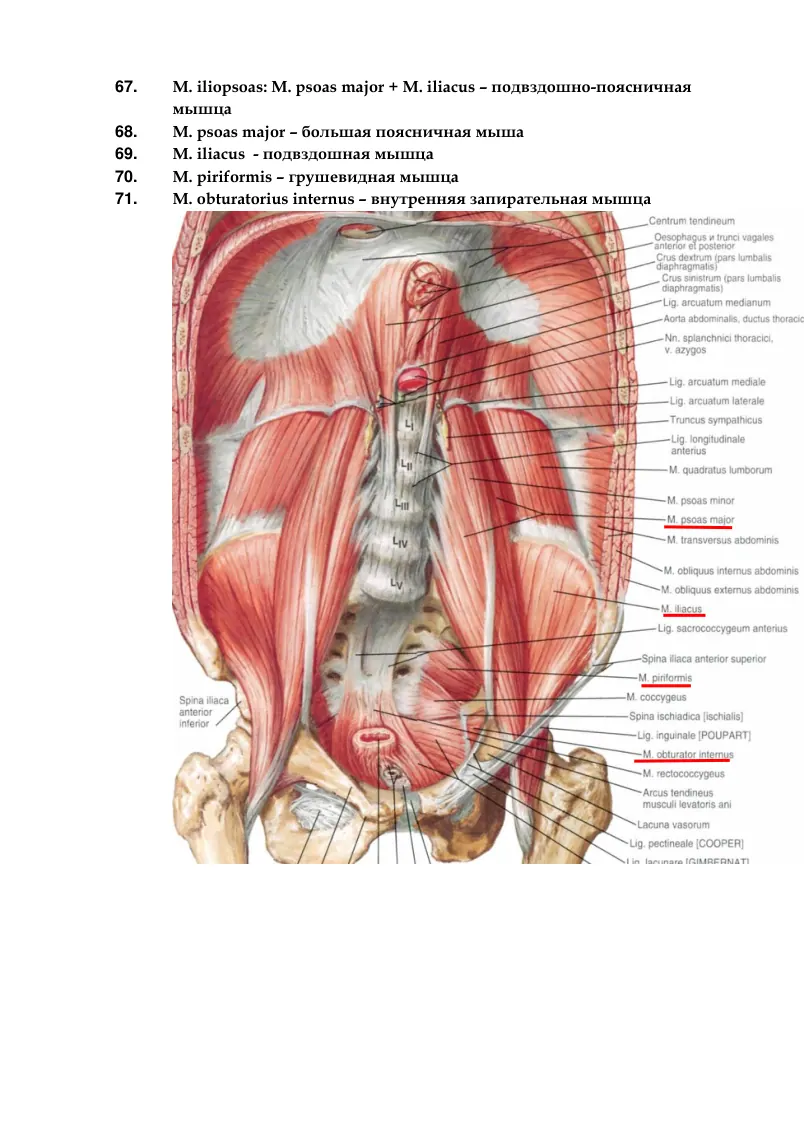 67. M. iliopsoas: M. psoas major + M. iliacus – подвздошно-поясничная
мышца
68. M. psoas major – большая поясничная мыша
69. M. iliacus - подвздошная мышца
70. M. piriformis – грушевидная мышца
71. M. obturatorius internus – внутренняя запирательная мышца
Centrum tendineum
Oesophagus и trunci vagales
anterior et posterior
Crus dextrum (pars lumbalis
diaphragmatis)
Crus sinistrum (pars lumbalis
diaphragmatis)
Lig. arcuatum medianum
Aorta abdominalis, ductus thoracic
Nn. splanchnici thoracici,
v. azygos
Lig. arcuatum mediale
Lig. arcuatum laterale
Truncus sympathicus
Lig. longitudinale
anterius
M. quadratus lumborum
M. psoas minor
M. psoas major
M. transversus abdominis
M. obliquus internus abdominis
M. obliquus externus abdominis
M. iliacus
Lig. sacrococcygeum anterius
Spina iliaca anterior superior
M. piriformis
M. coccygeus
Spina ischiadica [ischialis]
Lig. inguinale [POUPART]
M. obturator internus
M. rectococcygeus
Arcus tendineus
musculi levatoris ani
Lacuna vasorum
Lig. pectineale [COOPER]
Lig. lacunare [GIMBERNAT]
Spina iliaca
anterior
inferior
LI
LII
LIII
LIV
LV